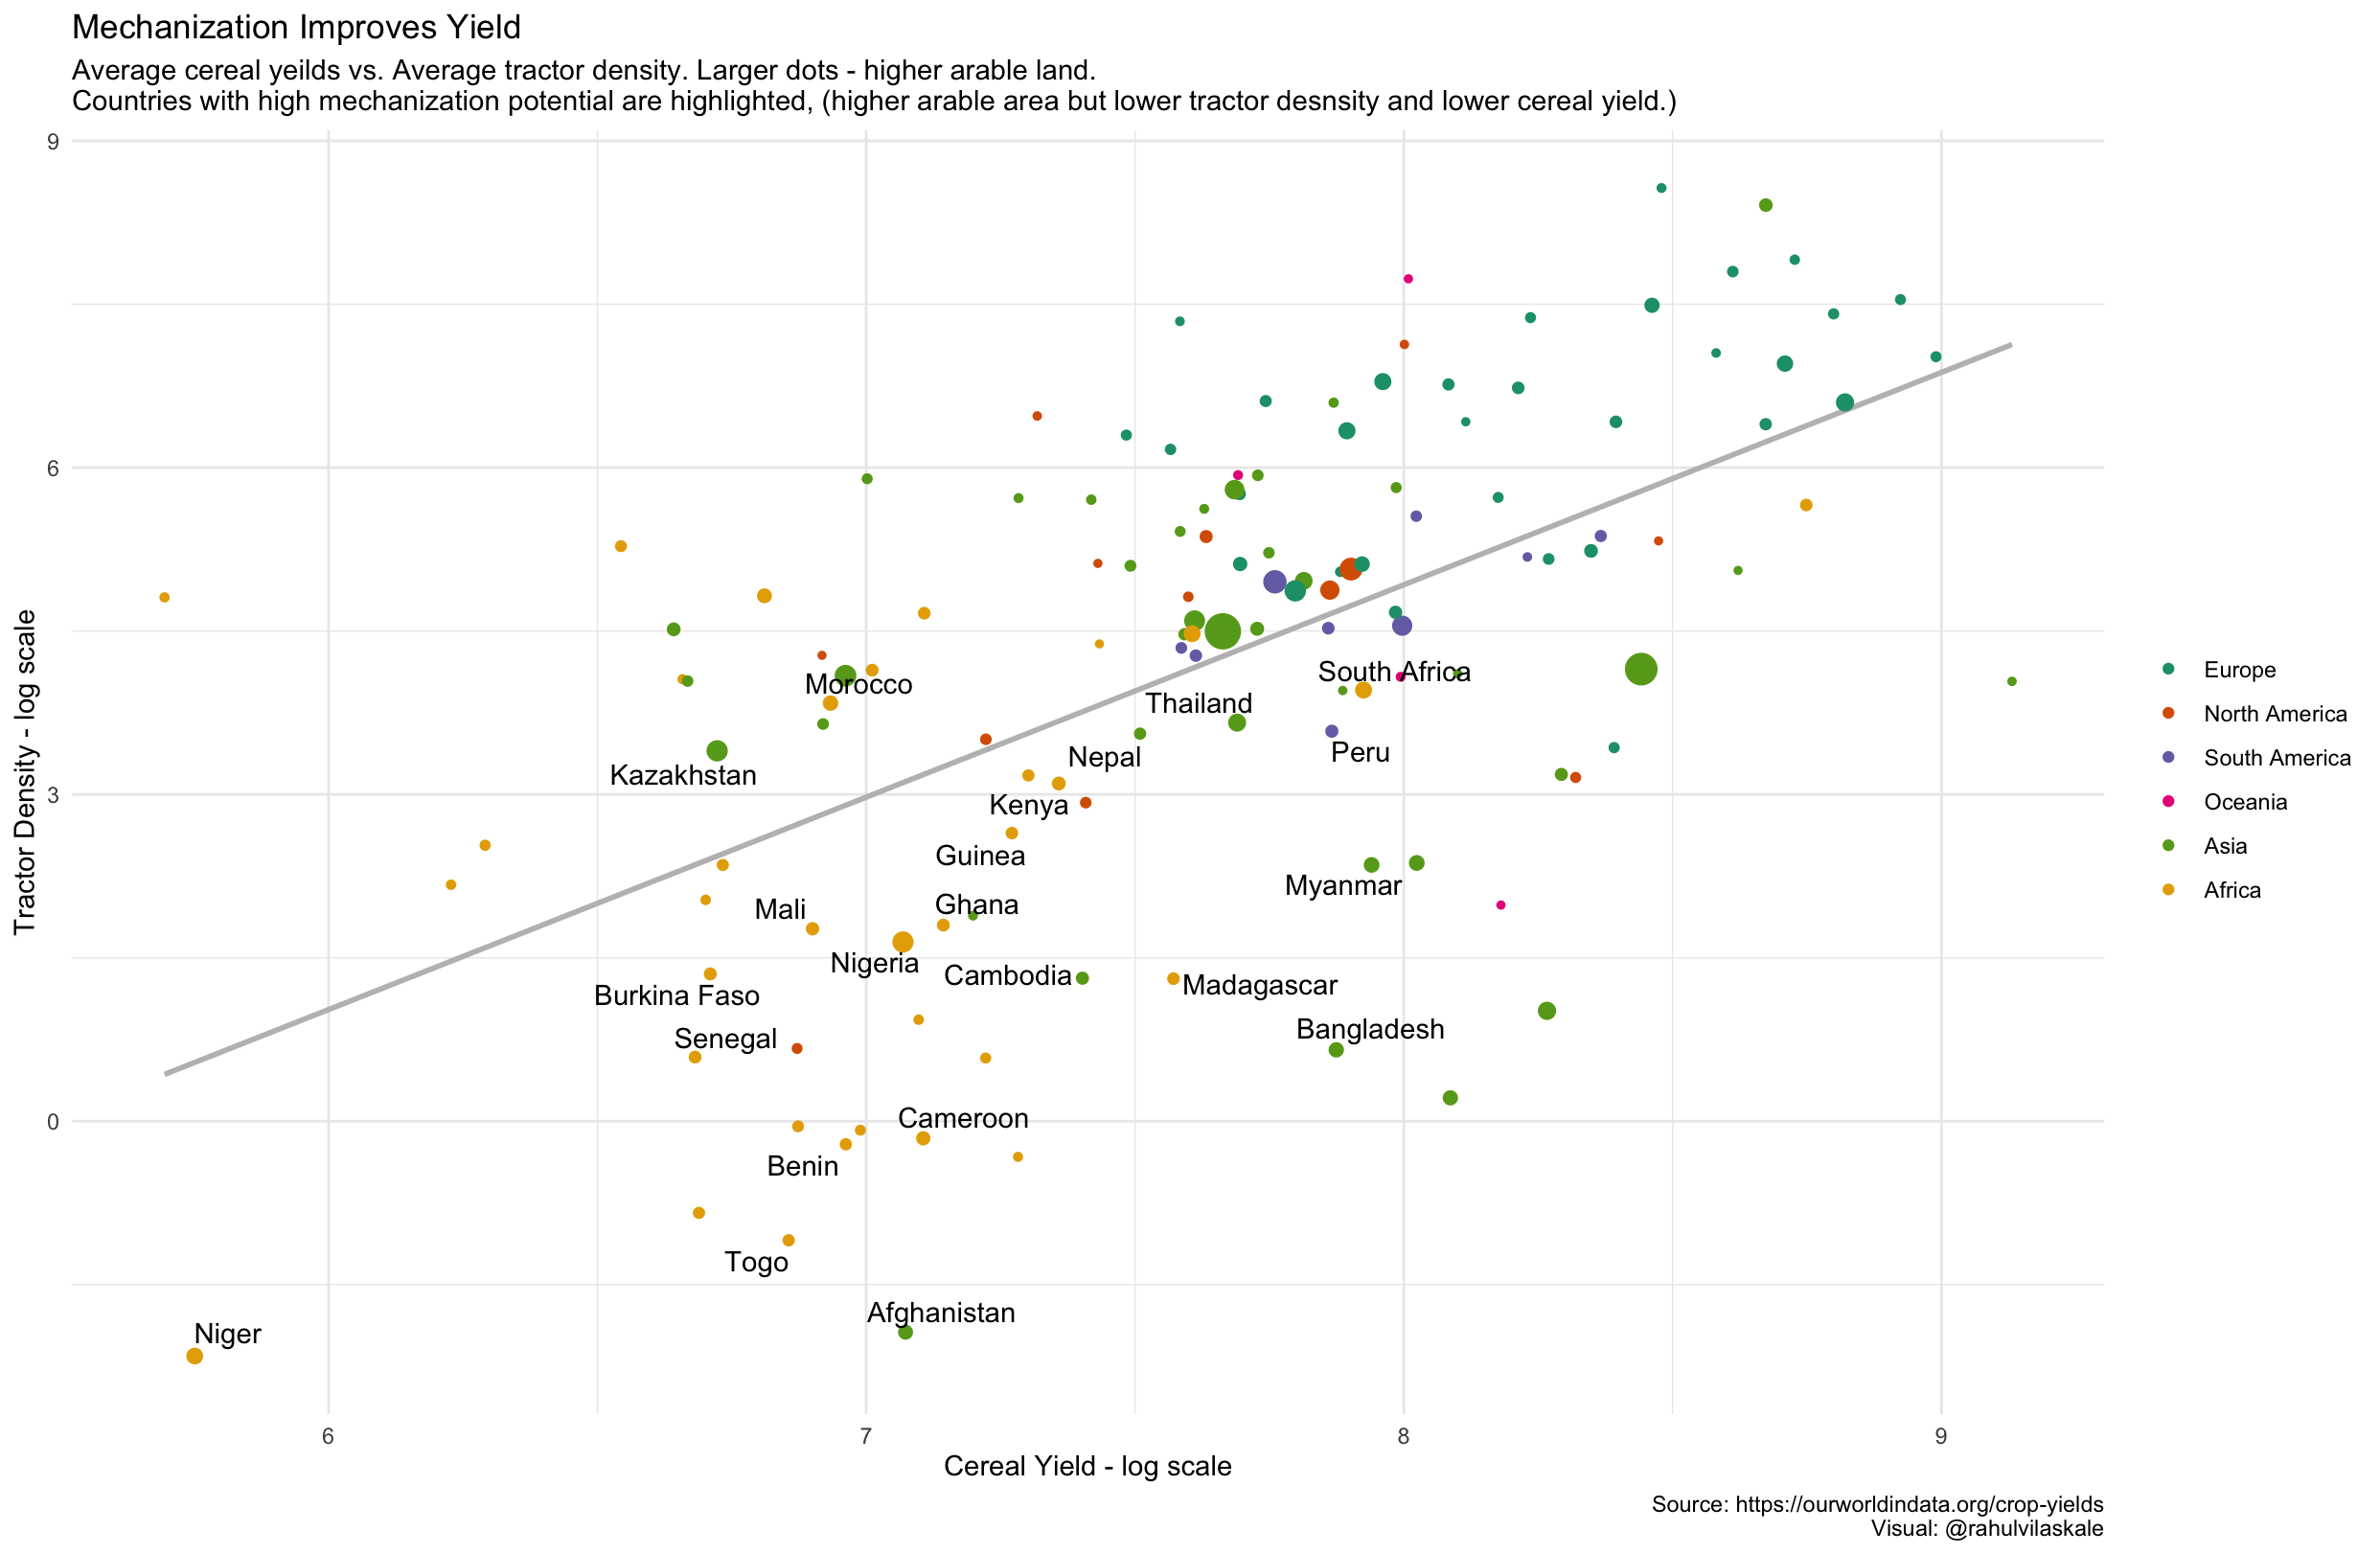 Mechanization Improves Yield
Average cereal yeilds vs. Average tractor density. Larger dots - higher arable land.
Countries with high mechanization potential are highlighted, (higher arable area but lower tractor desnsity and lower cereal yield.)
9
6
3
0
Tractor Density - log scale
South Africa
Morocco
Thailand
Peru
Nepal
Kazakhstan
Kenya
Guinea
Myanmar
Ghana
Mali
Nigeria
Cambodia
Madagascar
Burkina Faso
Bangladesh
Senegal
Cameroon
Benin
Togo
Afghanistan
Niger
Europe
North America
South America
Oceania
Asia
Africa
6
7
8
9
Cereal Yield - log scale
Source: https://ourworldindata.org/crop-yields
Visual: @rahulvilaskale